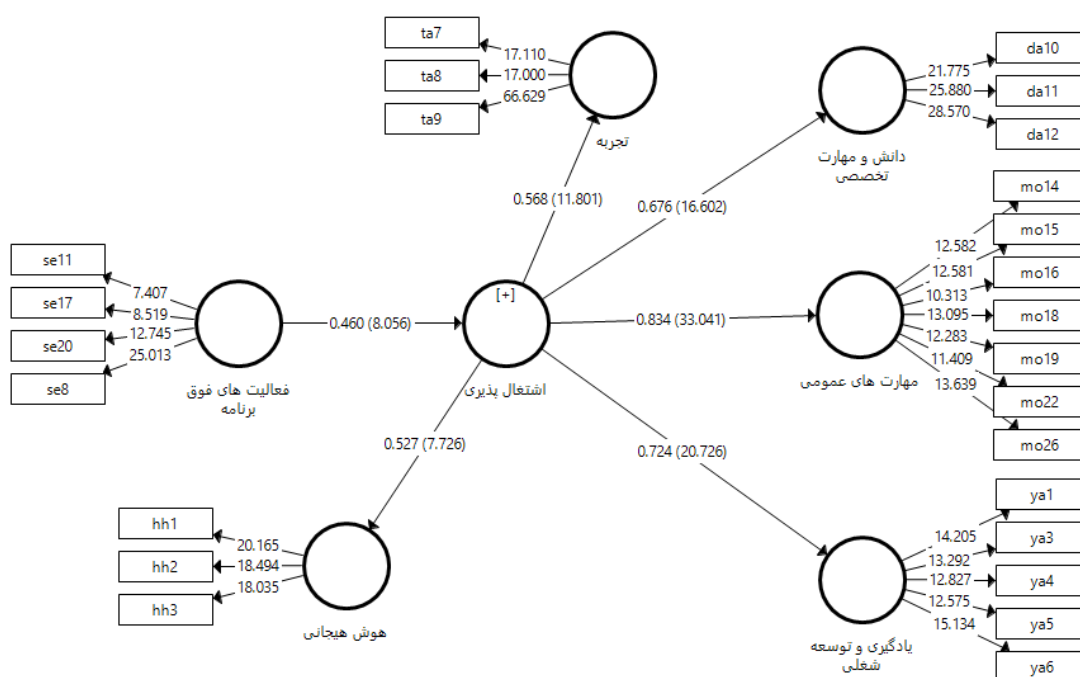 ta7
ta8
ta9
17.110
17.000
66.629
تجربه
da10
da11
da12
21.775
25.880
28.570
دانش و مهارت
تخصصی
0.568 (11.801)
0.676 (16.602)
mo14
mo15
mo16
mo18
mo19
mo22
mo26
12.582
12.581
10.313
13.095
12.283
11.409
13.639
مهارت های عمومی
se11
se17
se20
se8
7.407
8.519
12.745
25.013
فعالیت های فوق
برنامه
0.460 (8.056)
[+]
اشتغال پذیری
0.834 (33.041)
0.527 (7.726)
0.724 (20.726)
hh1
hh2
hh3
20.165
18.494
18.035
هوش هیجانی
ya1
ya3
ya4
ya5
ya6
14.205
13.292
12.827
12.575
15.134
یادگیری و توسعه
شغلی